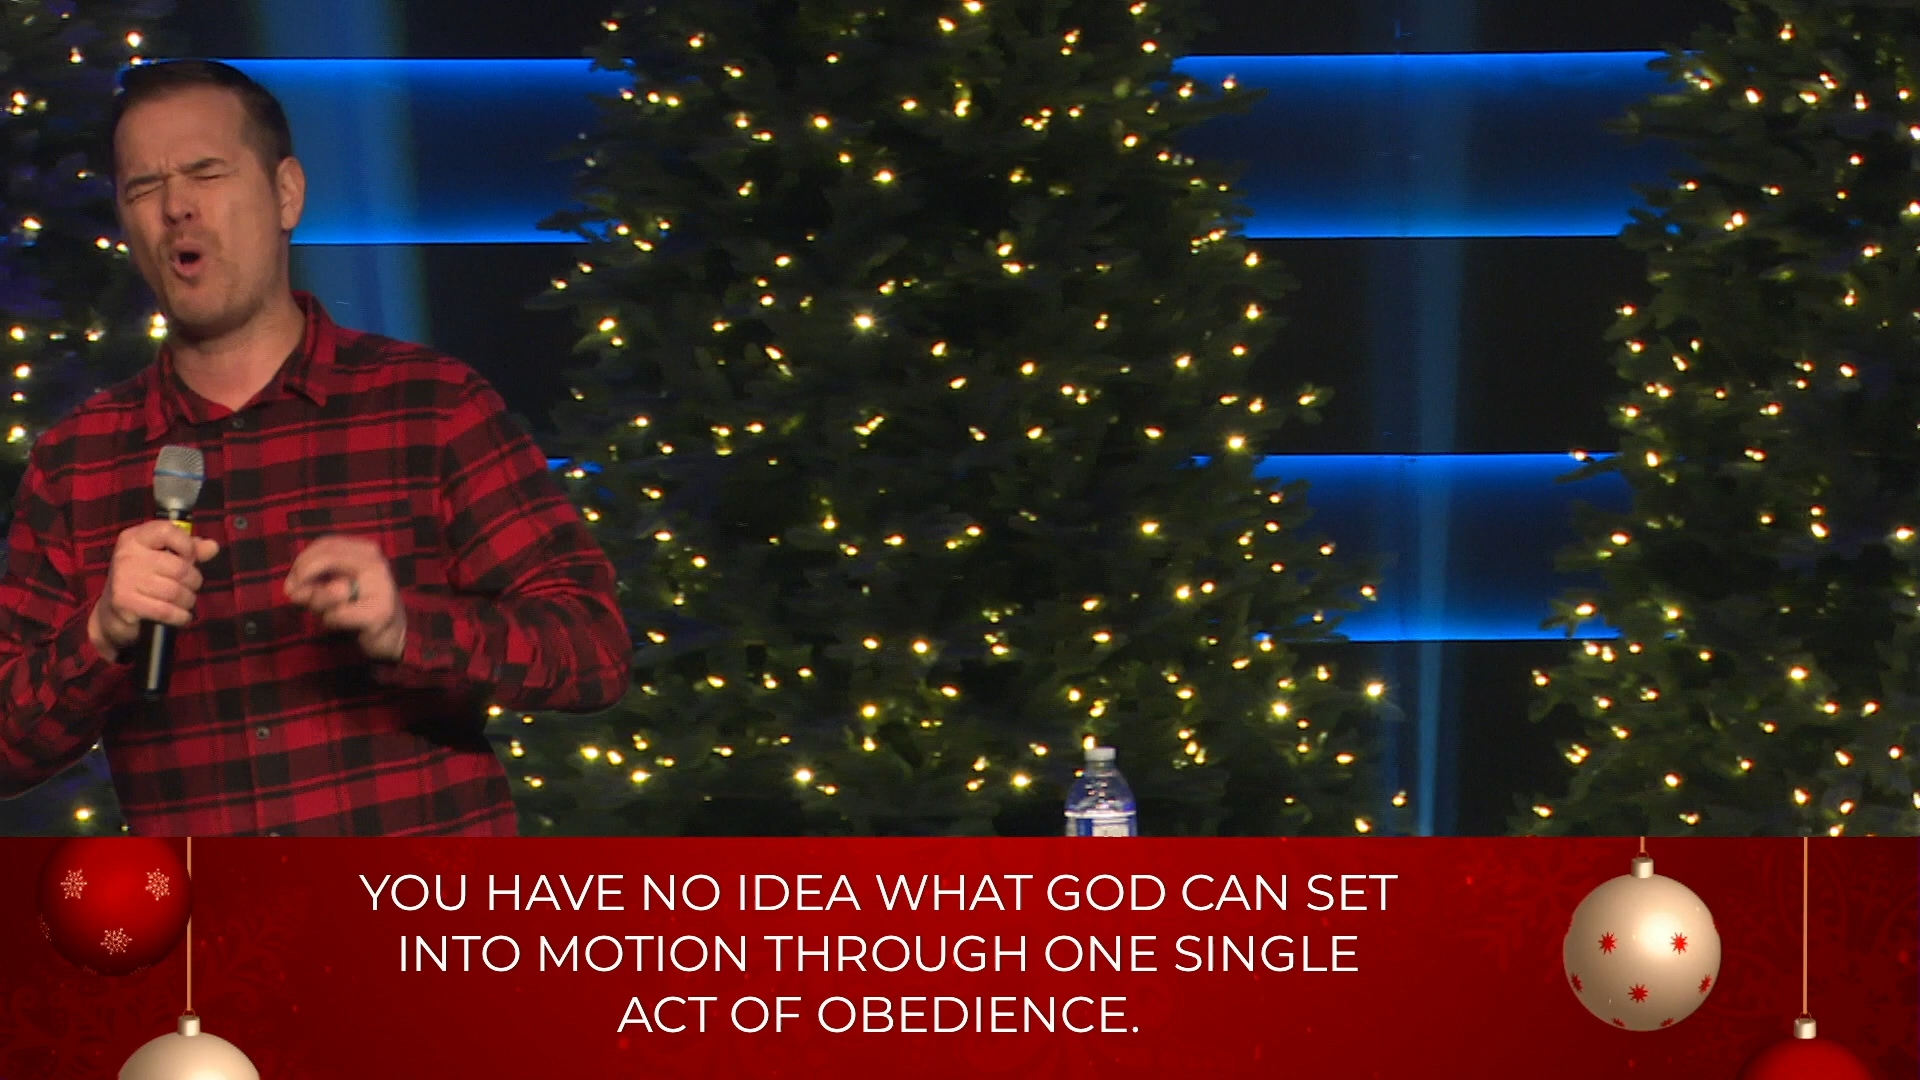 YOU HAVE NO IDEA WHAT GOD CAN SET
INTO MOTION THROUGH ONE SINGLE
ACT OF OBEDIENCE.